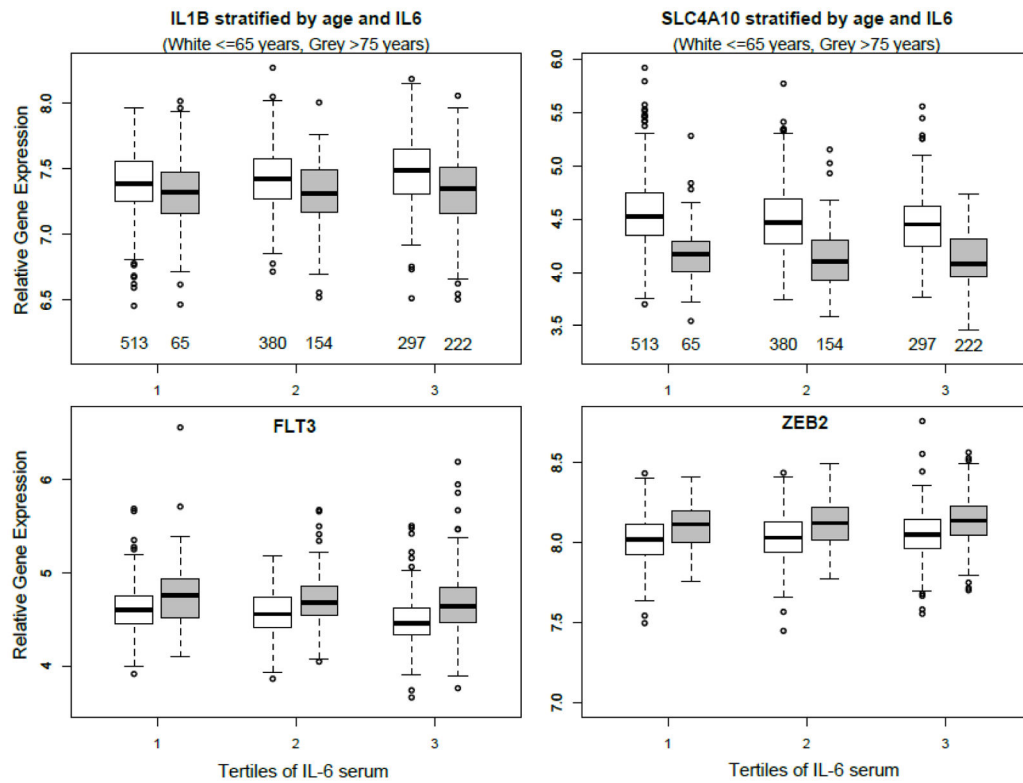 IL1B stratified by age and IL6
(White <=65 years, Grey >75 years)
Relative Gene Expression
8.0
7.5
7.0
6.5
513 65 380 154 297 222
1 2 3
SLC4A10 stratified by age and IL6
(White <=65 years, Grey >75 years)
6.0
5.5
5.0
4.5
4.0
3.5
513 65 380 154 297 222
1 2 3
FLT3
Relative Gene Expression
6
5
4
1 2 3
Tertiles of IL-6 serum
ZEB2
8.5
8.0
7.5
7.0
1 2 3
Tertiles of IL-6 serum